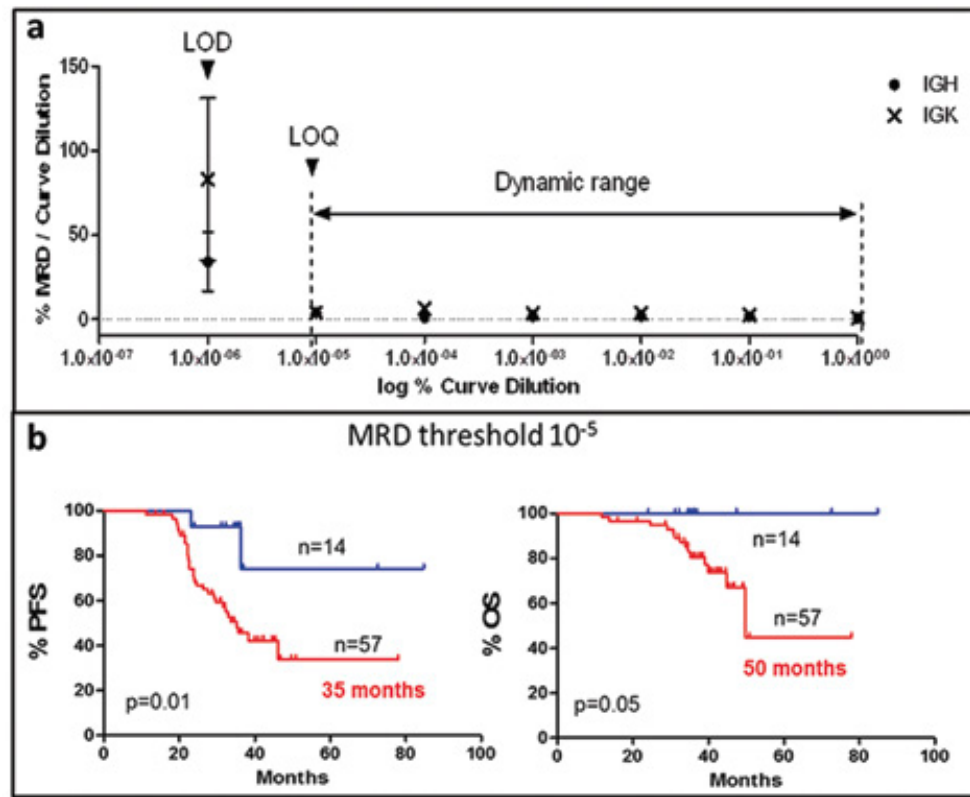 a
LOD
150
IGH
IGK
LOQ
100
Dynamic range
50
0
% MRD / Curve Dilution
1.0x10-07 1.0x10-06 1.0x10-05 1.0x10-04 1.0x10-03 1.0x10-02 1.0x10-01 1.0x1000
log % Curve Dilution
b
MRD threshold 10-5
100
80
60
40
20
0
% PFS
n=14
n=57
35 months
p=0.01
0 20 40 60 80 100
Months
100
80
60
40
20
0
% OS
n=14
n=57
50 months
p=0.05
0 20 40 60 80 100
Months